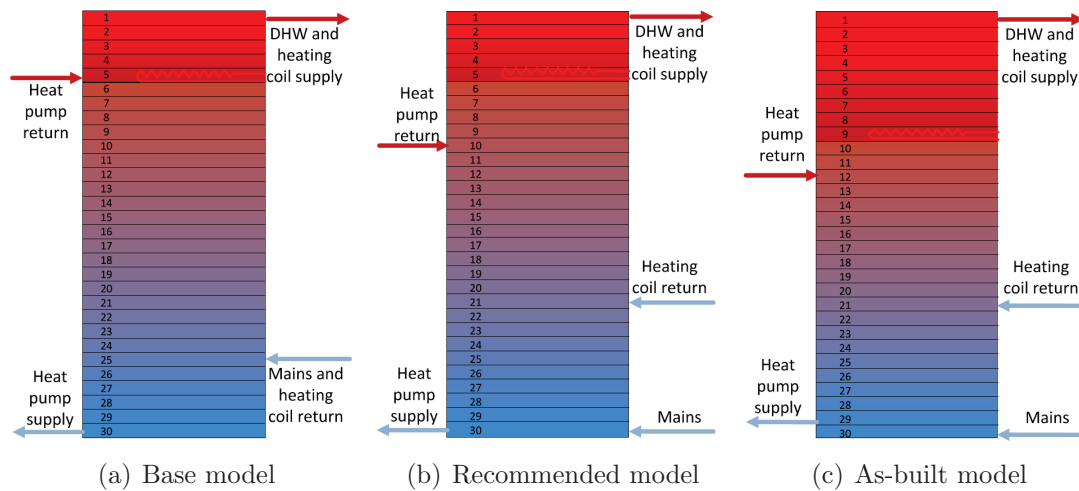 1
2
3
4
5
6
7
8
9
10
11
12
13
14
15
16
17
18
19
20
21
22
23
24
25
26
27
28
29
30
DHW and
heating
coil supply
Heat
pump
return
Mains and
heating
coil return
Heat
pump
supply
(a) Base model
1
2
3
4
5
6
7
8
9
10
11
12
13
14
15
16
17
18
19
20
21
22
23
24
25
26
27
28
29
30
DHW and
heating
coil supply
Heat
pump
return
Heating
coil return
Heat
pump
supply
Mains
(b) Recommended model
1
2
3
4
5
6
7
8
9
10
11
12
13
14
15
16
17
18
19
20
21
22
23
24
25
26
27
28
29
30
DHW and
heating
coil supply
Heat
pump
return
Heating
coil return
Heat
pump
supply
Mains
(c) As-built model